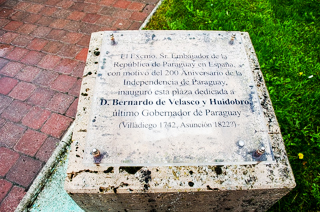 El Excmo. Sr. Embajador de la
República de Paraguay en España,
con motivo del 200 Aniversario de la
Independencia de Paraguay,
inauguró esta plaza dedicada a
D. Bernardo de Velasco y Huidobro,
último Gobernador de Paraguay
(Villadiego 1742, Asunción 1822?)